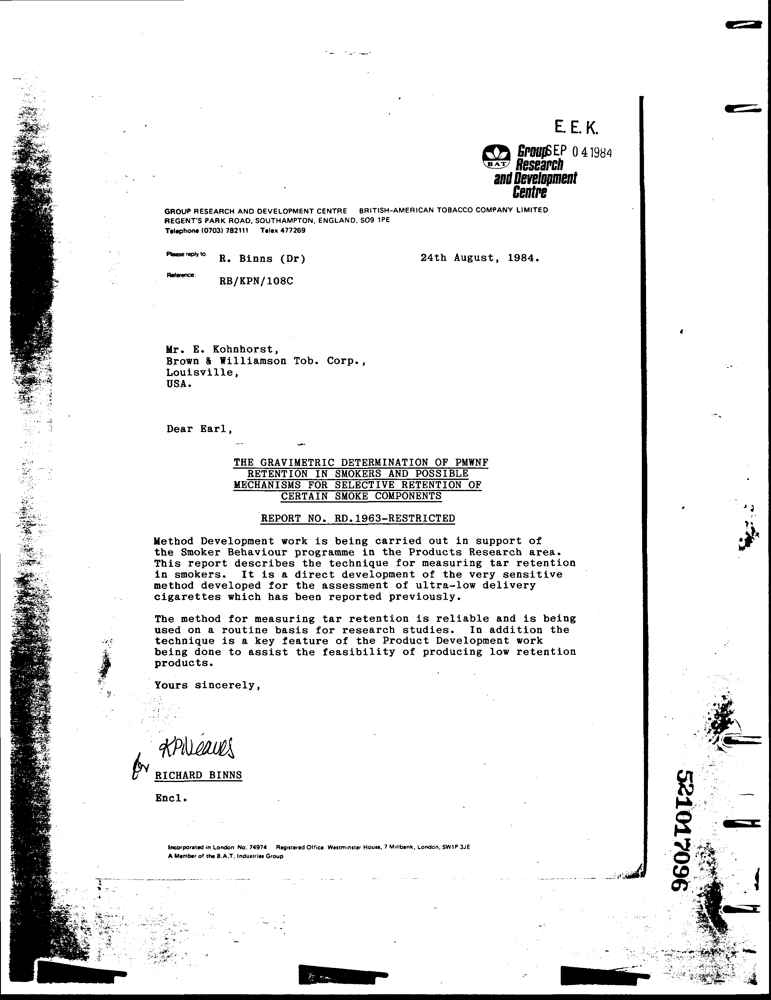 E. E. K.
SEP 04 1984
BAT
Group
Research
and Development
Centre
GROUP RESEARCH AND DEVELOPMENT CENTRE BRITISH-AMERICAN TOBACCO COMPANY LIMITED
REGENT'S PARK ROAD, SOUTHAMPTON, ENGLAND, SO9 1PE
Telephone (0703) 782111 Telex 477269
Please reply to: R. Binns (Dr) 24th August, 1984.
Reference: RB/KPN/108C
Mr. E. Kohnhorst,
Brown & Williamson Tob. Corp.,
Louisville,
USA.
Dear Earl,
THE GRAVIMETRIC DETERMINATION OF PMWNF
RETENTION IN SMOKERS AND POSSIBLE
MECHANISMS FOR SELECTIVE RETENTION OF
CERTAIN SMOKE COMPONENTS
REPORT NO. RD.1963-RESTRICTED
Method Development work is being carried out in support of
the Smoker Behaviour programme in the Products Research area.
This report describes the technique for measuring tar retention
in smokers. It is a direct development of the very sensitive
method developed for the assessment of ultra-low delivery
cigarettes which has been reported previously.
The method for measuring tar retention is reliable and is being
used on a routine basis for research studies. In addition the
technique is a key feature of the Product Development work
being done to assist the feasibility of producing low retention
products.
Yours sincerely,
for
RICHARD BINNS
Encl.
Incorporated in London No. 74974 Registered Office: Westminster House, 7 Millbank, London, SW1P 3JE
A Member of the B.A.T. Industries Group
521017096